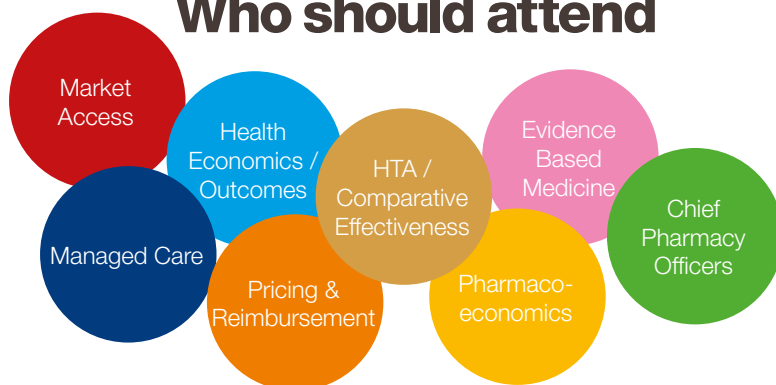 Who should attend
Market
Access
Health
Economics /
Outcomes
HTA /
Comparative
Effectiveness
Evidence
Based
Medicine
Chief
Pharmacy
Officers
Managed Care
Pricing &
Reimbursement
Pharmaco-
economics